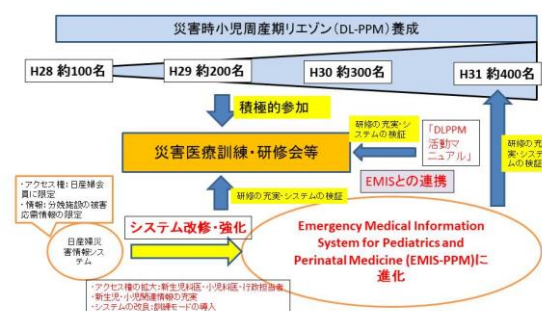 災害時小児周産期リエゾン(DL-PPM)養成
H28 約100名
H29 約200名
H30 約300名
H31 約400名
積極的参加
災害医療訓練・研修会等
研修の充実・シ
ステムの検証
「DLPPM
活動マ
ニュアル」
研修の充
実・システ
ムの検証
EMISとの連携
研修の充実・システムの検証
・アクセス権:日産婦会
員に限定
・情報:分娩施設の被害
応需情報の限定
システム改修・強化
日産婦災
害情報シス
テム
Emergency Medical Information
System for Pediatrics and
Perinatal Medicine (EMIS-PPM)に
進化
・アクセス権の拡大:新生児科医・小児科医・行政担当者
・新生児・小児関連情報の充実
・システムの改良:訓練モードの導入